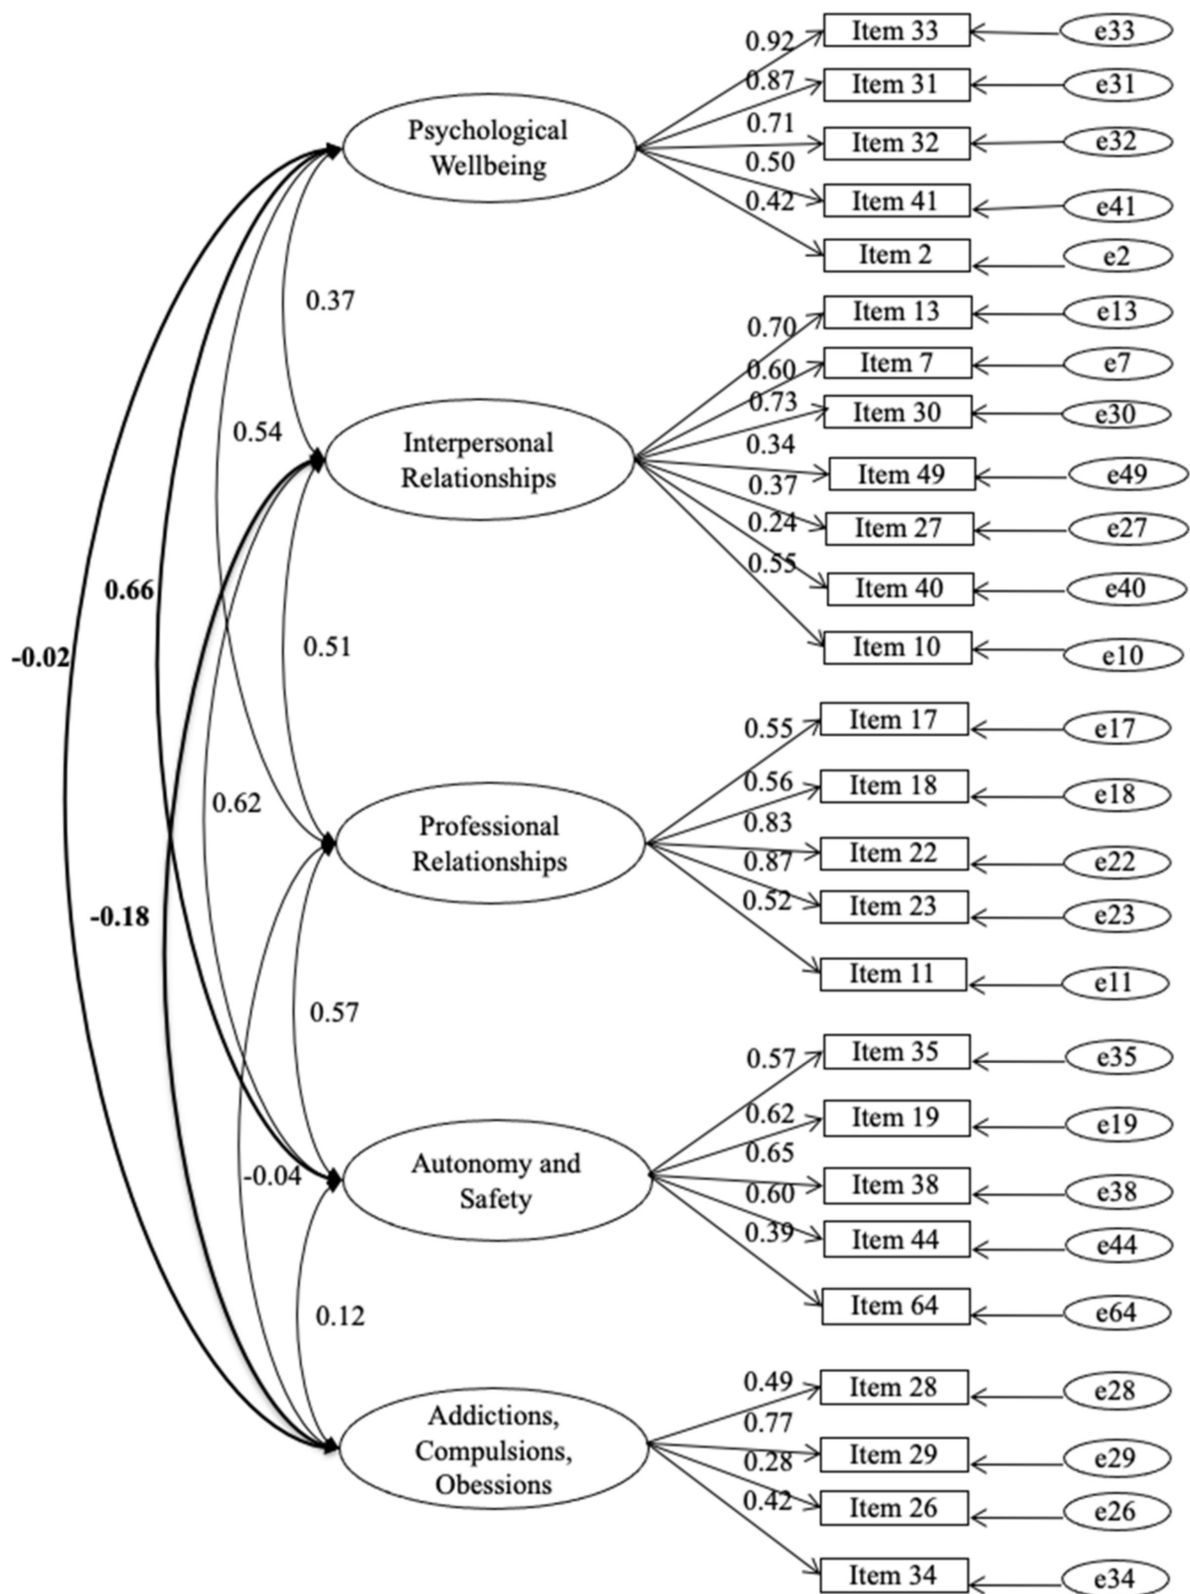 0.92
Item 33
e33
0.87
Item 31
e31
Psychological
Wellbeing
0.71
Item 32
e32
0.50
Item 41
e41
0.42
Item 2
e2
0.37
0.70
Item 13
e13
0.60
Item 7
e7
0.73
Item 30
e30
0.54
Interpersonal
Relationships
0.34
Item 49
e49
0.37
Item 27
e27
0.24
Item 40
e40
0.55
Item 10
e10
0.66
-0.02
0.51
0.55
Item 17
e17
0.56
Item 18
e18
0.62
Professional
Relationships
0.83
Item 22
e22
0.87
Item 23
e23
0.52
Item 11
e11
-0.18
0.57
0.57
Item 35
e35
0.62
Item 19
e19
Autonomy and
Safety
0.65
Item 38
e38
-0.04
0.60
Item 44
e44
0.39
Item 64
e64
0.12
0.49
Item 28
e28
Addictions,
Compulsions,
Obessions
0.77
Item 29
e29
0.28
Item 26
e26
0.42
Item 34
e34